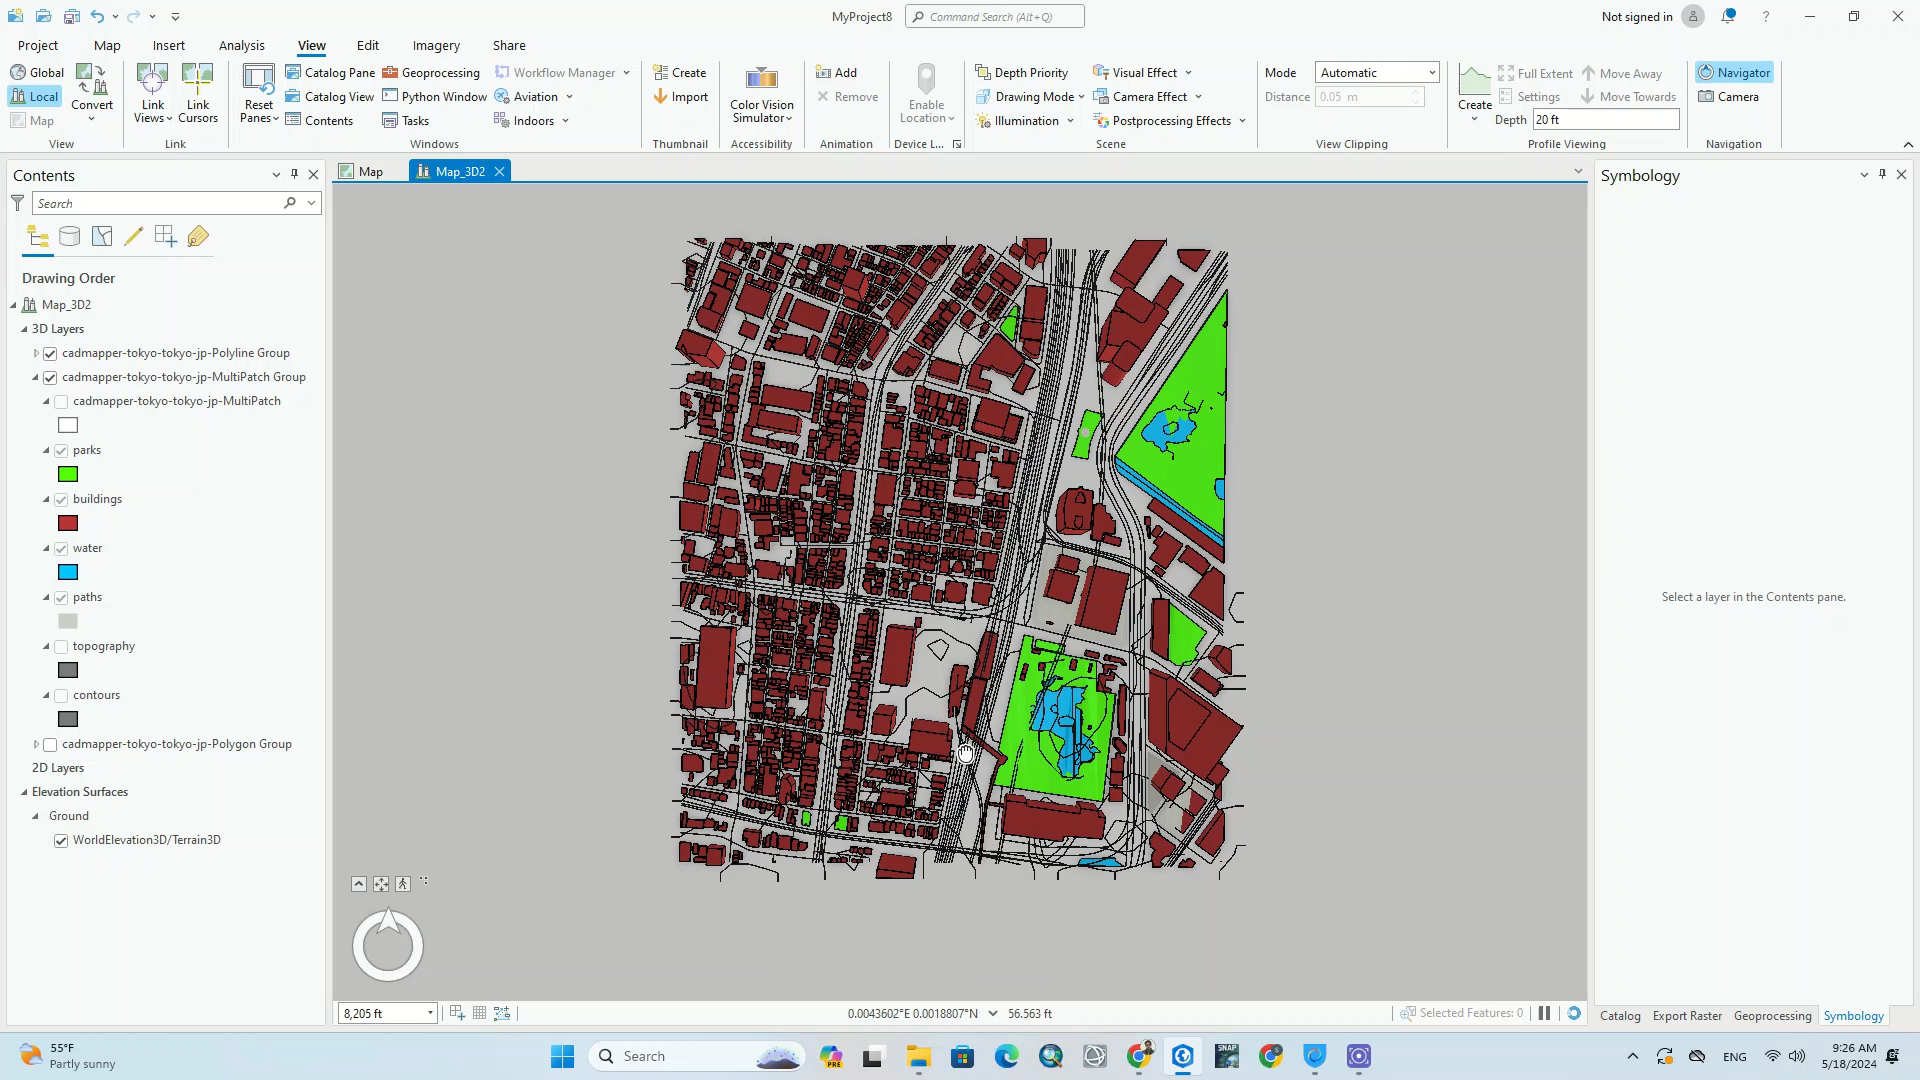 MyProject8
Command Search (Alt+Q)
Not signed in
Project Map Insert Analysis View Edit Imagery Share
Global
Local
Map
Convert
View
Link Views
Link Cursors
Link
Reset Panes
Catalog Pane
Catalog View
Contents
Geoprocessing
Python Window
Tasks
Workflow Manager
Aviation
Indoors
Windows
Create
Import
Thumbnail
Color Vision Simulator
Accessibility
Add
Remove
Animation
Enable Location
Device L...
Depth Priority
Drawing Mode
Illumination
Visual Effect
Camera Effect
Postprocessing Effects
Scene
Mode Automatic
Distance 0.05 m
View Clipping
Create
Full Extent
Settings
Move Away
Move Towards
Depth 20 ft
Profile Viewing
Navigator
Camera
Navigation
Contents
Search
Drawing Order
Map_3D2
3D Layers
cadmapper-tokyo-tokyo-jp-Polyline Group
cadmapper-tokyo-tokyo-jp-MultiPatch Group
cadmapper-tokyo-tokyo-jp-MultiPatch
parks
buildings
water
paths
topography
contours
cadmapper-tokyo-tokyo-jp-Polygon Group
2D Layers
Elevation Surfaces
Ground
WorldElevation3D/Terrain3D
Map
Map_3D2
8,205 ft
0.0043602°E 0.0018807°N
56.563 ft
Selected Features: 0
Symbology
Select a layer in the Contents pane.
Catalog Export Raster Geoprocessing Symbology
55°F
Partly sunny
Search
PRE
SNAP
ENG
9:26 AM
5/18/2024